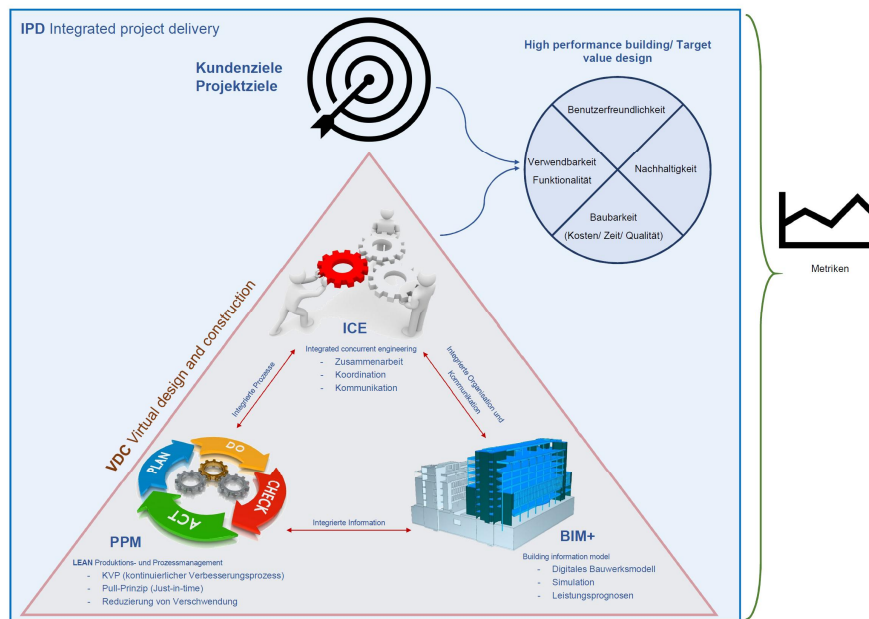 IPD Integrated project delivery
Kundenziele
Projektziele
High performance building/ Target
value design
Benutzerfreundlichkeit
Verwendbarkeit
Funktionalität
Nachhaltigkeit
Baubarkeit
(Kosten/ Zeit/ Qualität)
Metriken
VDC Virtual design and construction
ICE
Integrated concurrent engineering
- Zusammenarbeit
- Koordination
- Kommunikation
Integrierte Prozesse
Integrierte Organisation und
Kommunikation
PLAN
DO
CHECK
ACT
Integrierte Information
PPM
LEAN Produktions- und Prozessmanagement
- KVP (kontinuierlicher Verbesserungsprozess)
- Pull-Prinzip (Just-in-time)
- Reduzierung von Verschwendung
BIM+
Building information model
- Digitales Bauwerksmodell
- Simulation
- Leistungsprognosen